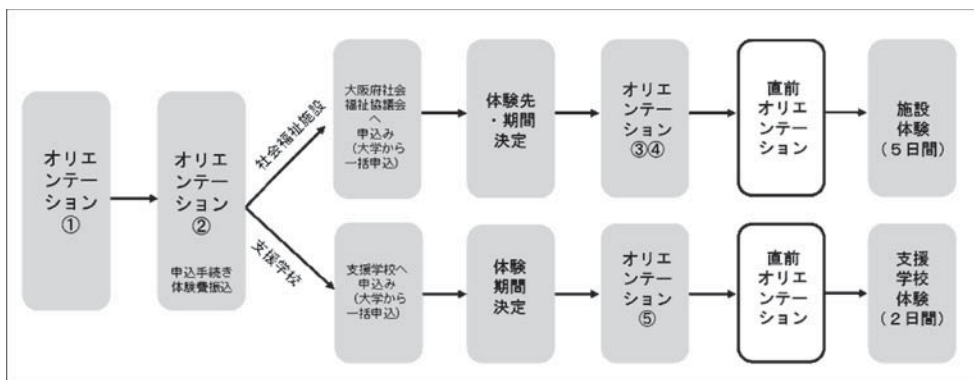 オリエ
ンテー
ション
①
オリエ
ンテー
ション
②
申込手続き
体験費振込
社会福祉施設
大阪府社会
福祉協議会
へ
申込み
(大学から
一括申込)
体験先
・期間
決定
オリエ
ンテー
ション
③④
直前
オリエ
ンテー
ション
施設
体験
(5日間)
支援学校
支援学校へ
申込み
(大学から
一括申込)
体験
期間
決定
オリエ
ンテー
ション
⑤
直前
オリエ
ンテー
ション
支援
学校
体験
(2日間)